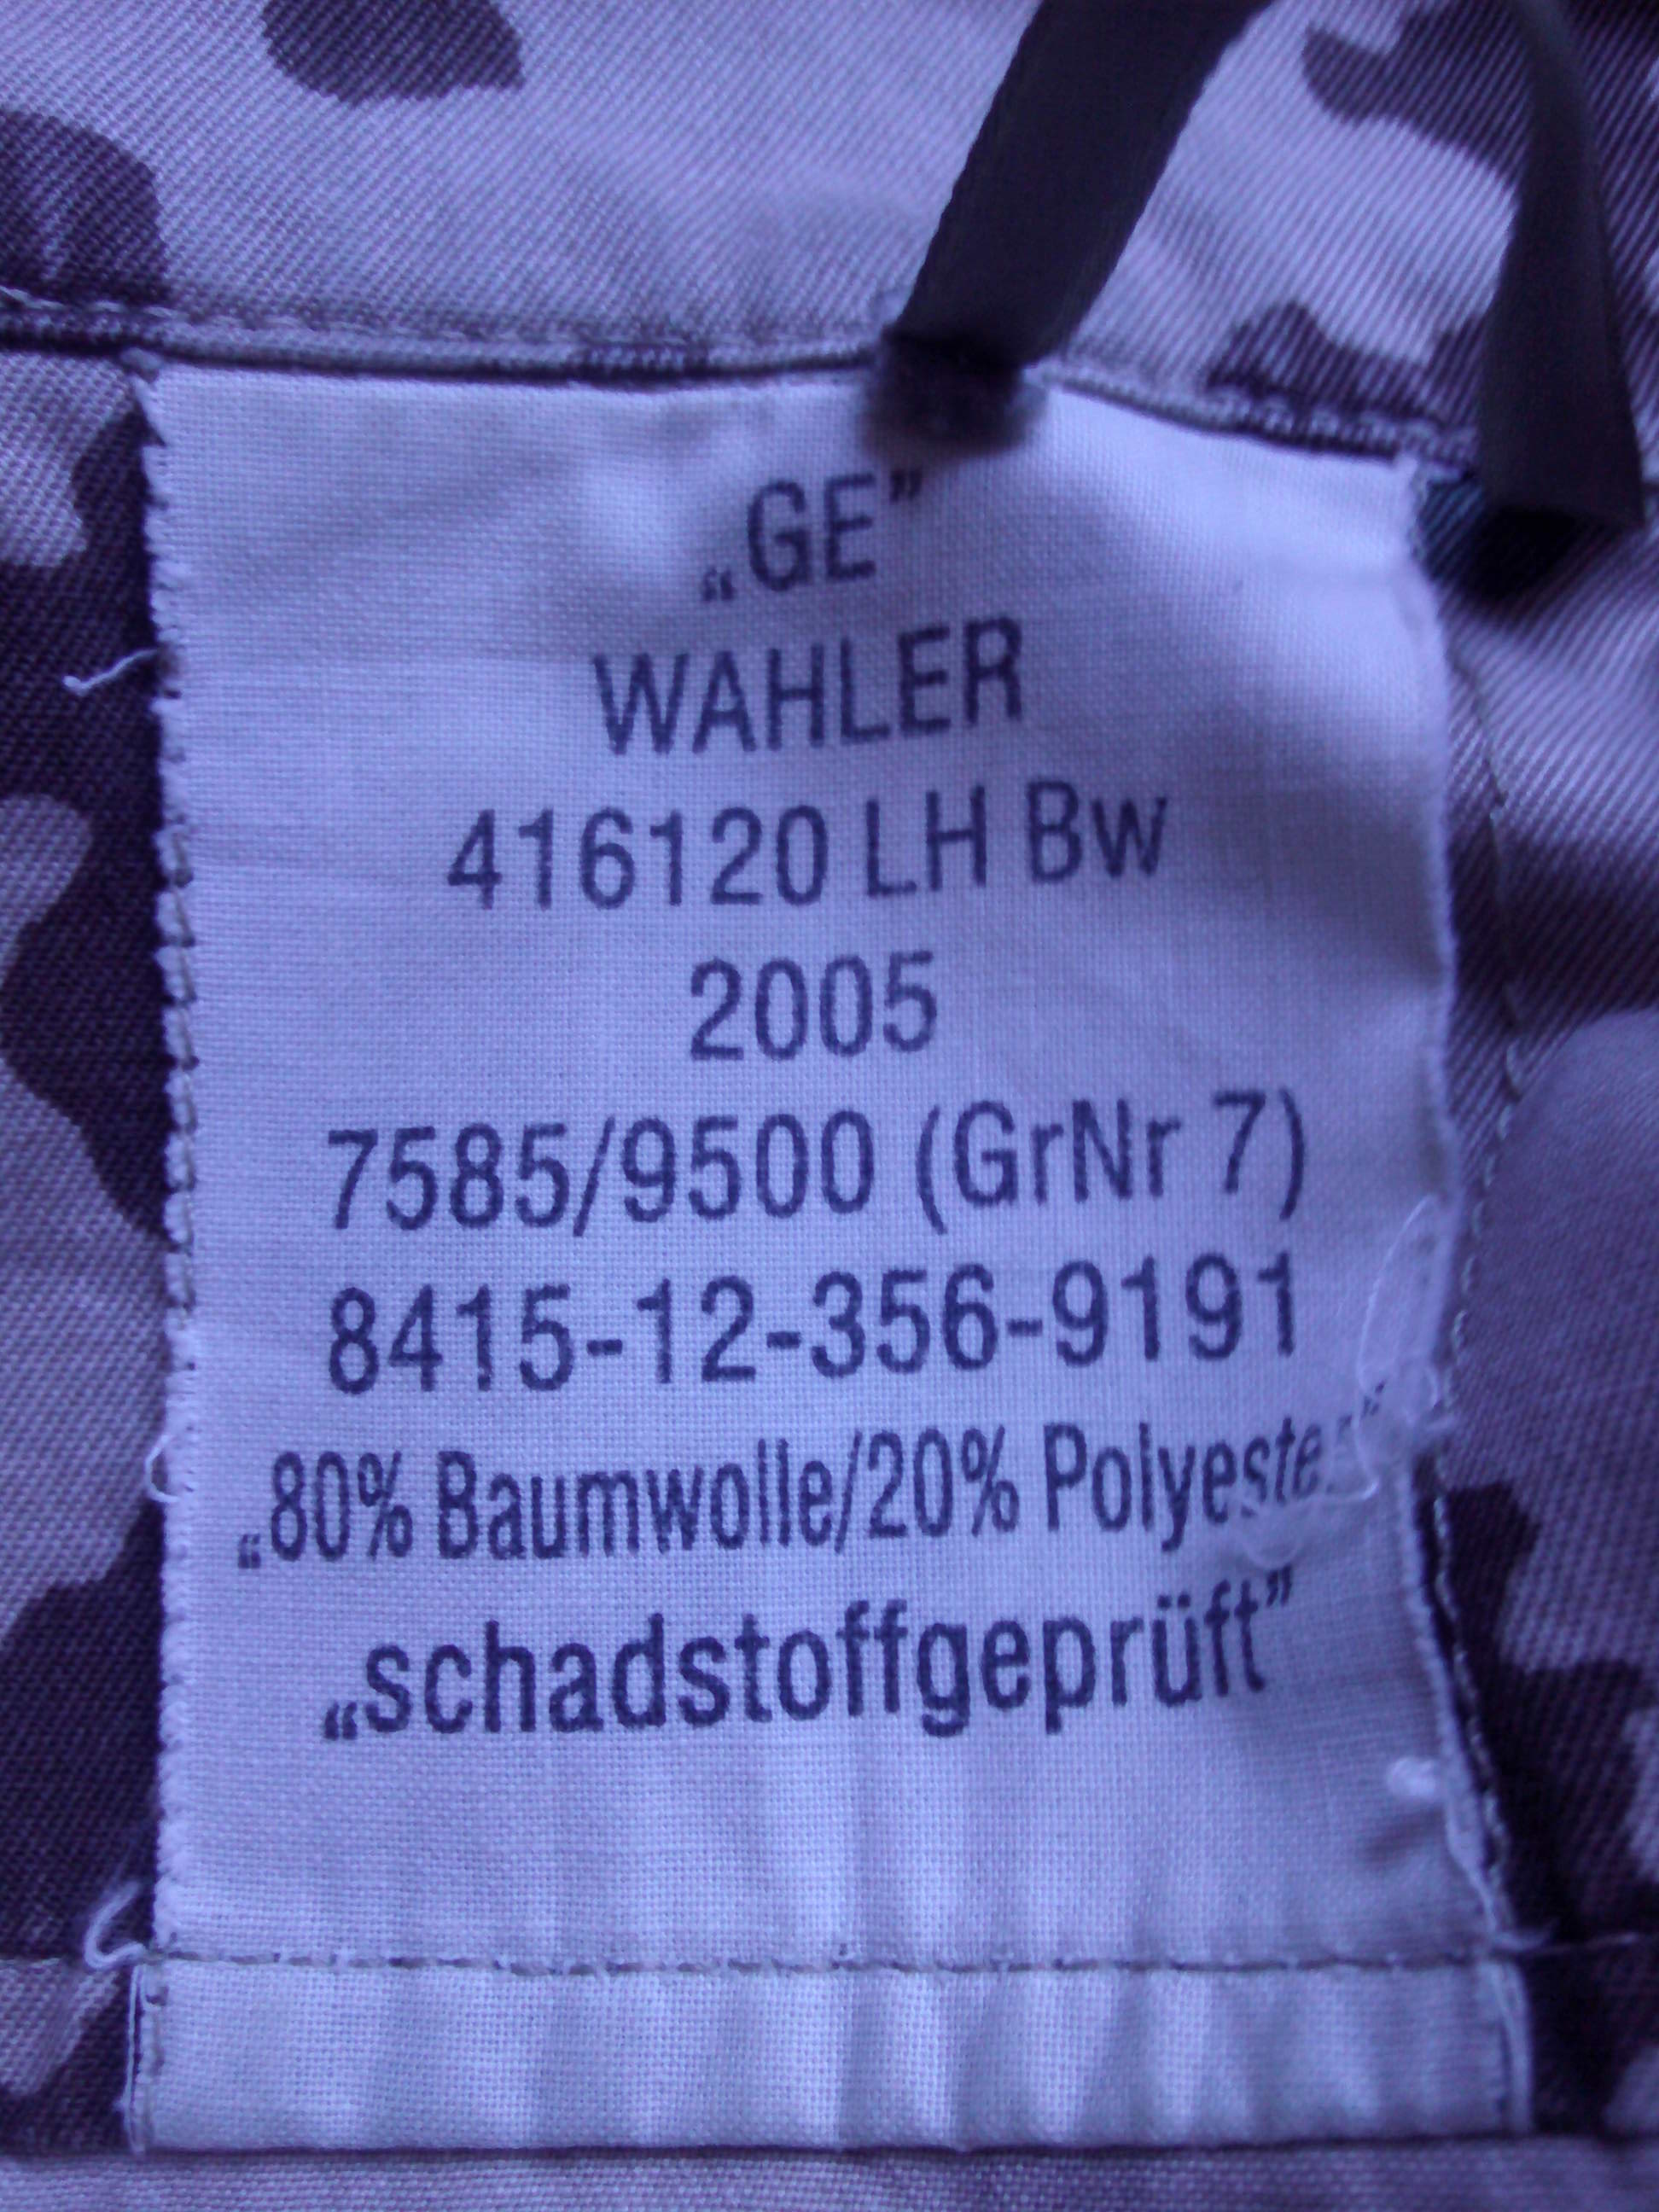 „GE”
WAHLER
416120 LH Bw
2005
7585/9500 (GrNr 7)
8415-12-356-9191
„80% Baumwolle/20% Polyester”
„schadstoffgeprüft”